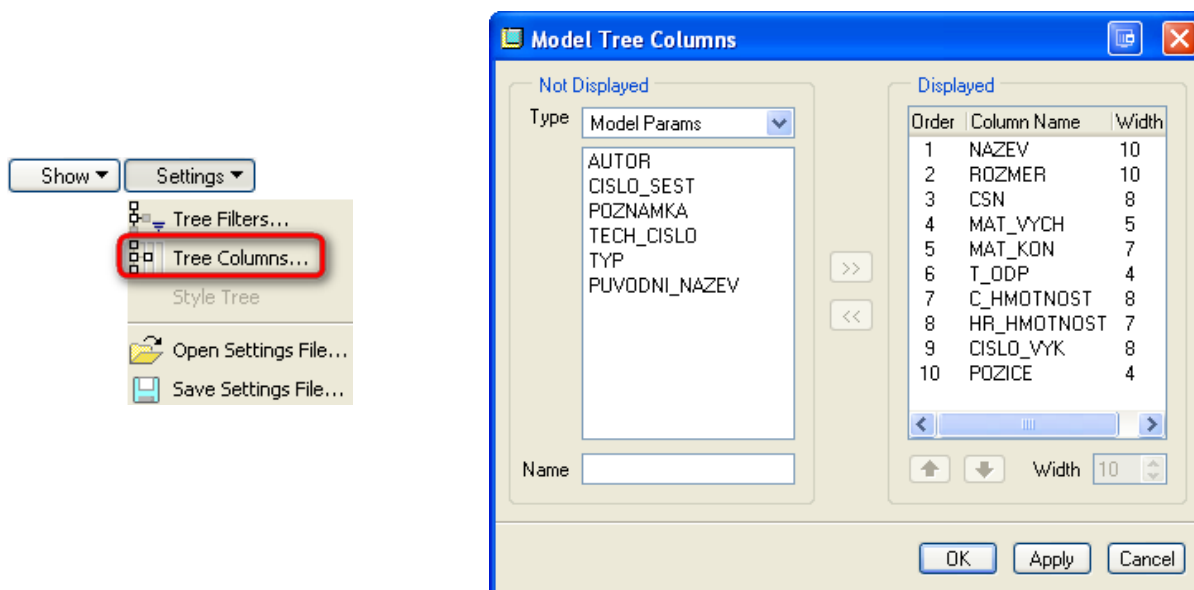 Show
Settings
Tree Filters...
Tree Columns...
Style Tree
Open Settings File...
Save Settings File...
Model Tree Columns
Not Displayed
Type Model Params
AUTOR
CISLO_SEST
POZNAMKA
TECH_CISLO
TYP
PUVODNI_NAZEV
Name
>>
<<
Displayed
Order Column Name Width
1 NAZEV 10
2 ROZMER 10
3 CSN 8
4 MAT_VYCH 5
5 MAT_KON 7
6 T_ODP 4
7 C_HMOTNOST 8
8 HR_HMOTNOST 7
9 CISLO_VYK 8
10 POZICE 4
Width 10
OK Apply Cancel